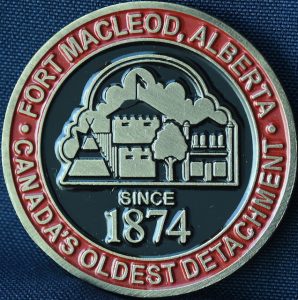 FORT MACLEOD, ALBERTA
SINCE
1874
• CANADA'S OLDEST DETACHMENT •